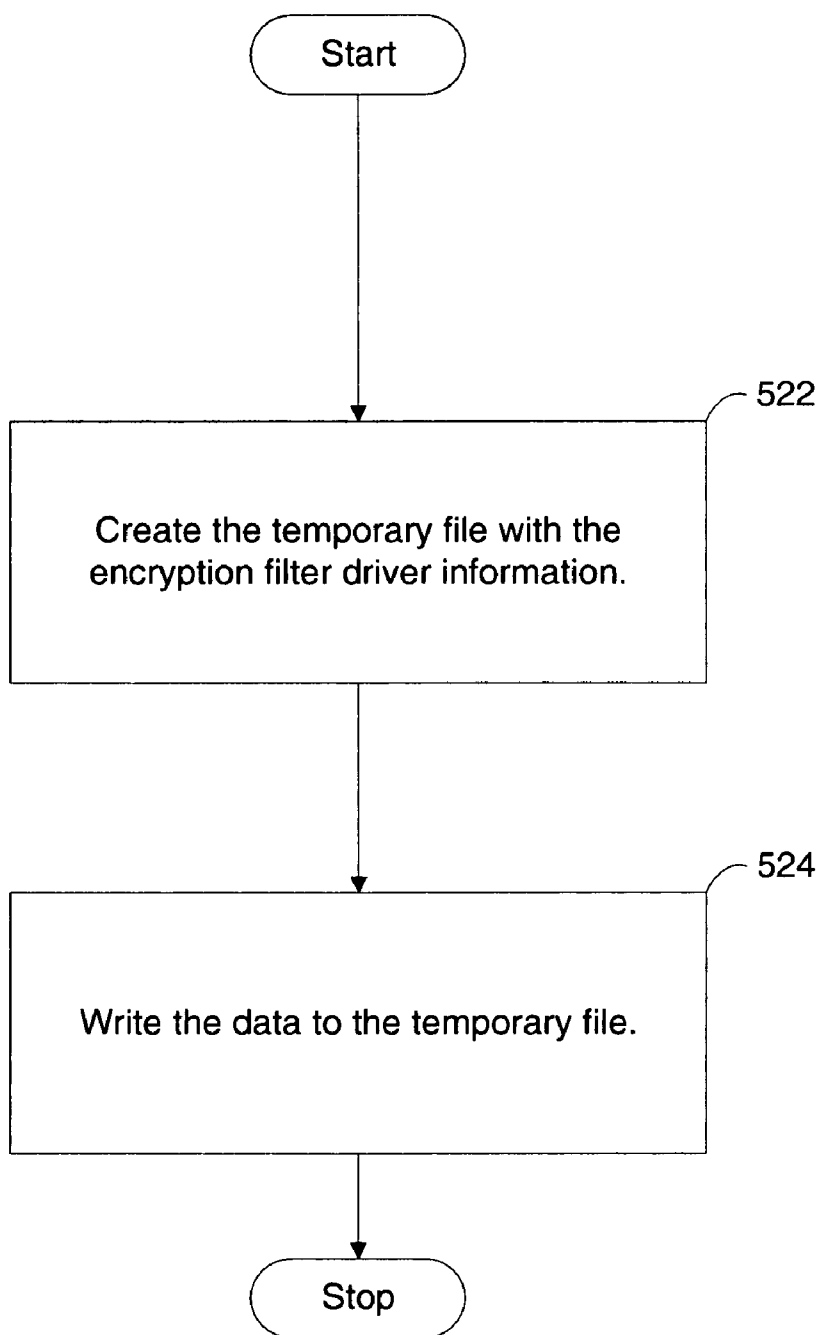 Start
522
Create the temporary file with the
encryption filter driver information.
524
Write the data to the temporary file.
Stop